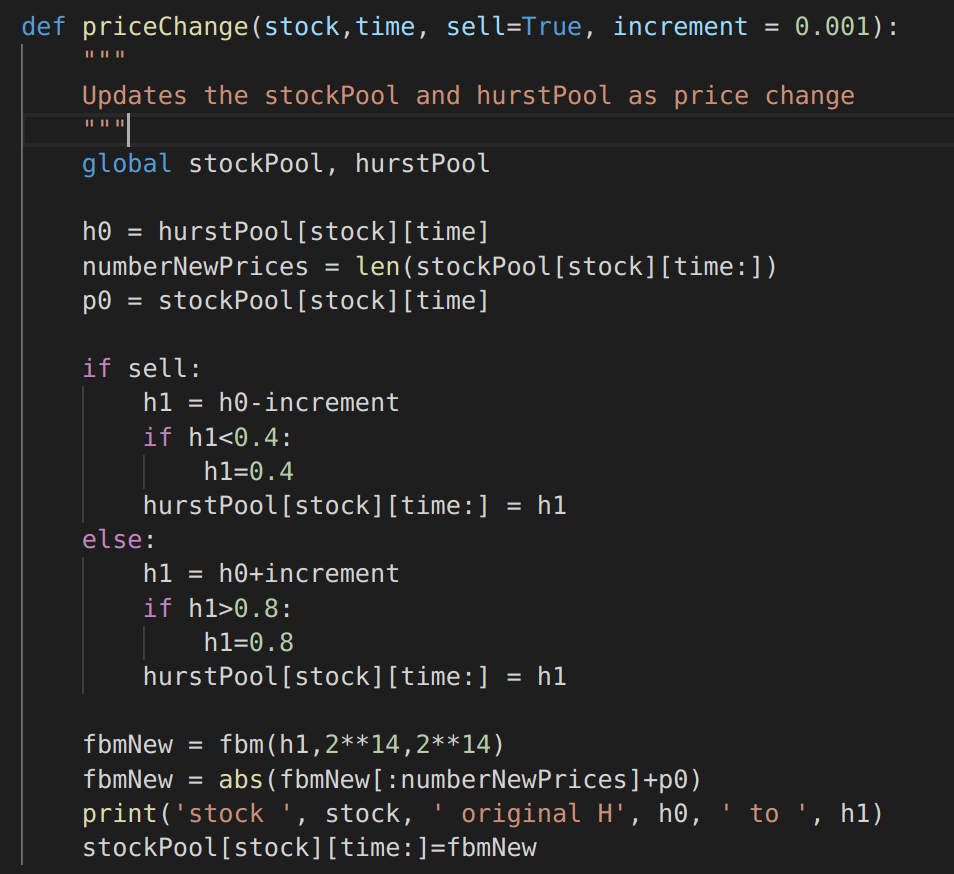 def priceChange(stock,time, sell=True, increment = 0.001):
    """
    Updates the stockPool and hurstPool as price change
    """
    global stockPool, hurstPool

    h0 = hurstPool[stock][time]
    numberNewPrices = len(stockPool[stock][time:])
    p0 = stockPool[stock][time]

    if sell:
        h1 = h0-increment
        if h1<0.4:
            h1=0.4
        hurstPool[stock][time:] = h1
    else:
        h1 = h0+increment
        if h1>0.8:
            h1=0.8
        hurstPool[stock][time:] = h1

    fbmNew = fbm(h1,2**14,2**14)
    fbmNew = abs(fbmNew[:numberNewPrices]+p0)
    print('stock ', stock, ' original H', h0, ' to ', h1)
    stockPool[stock][time:]=fbmNew